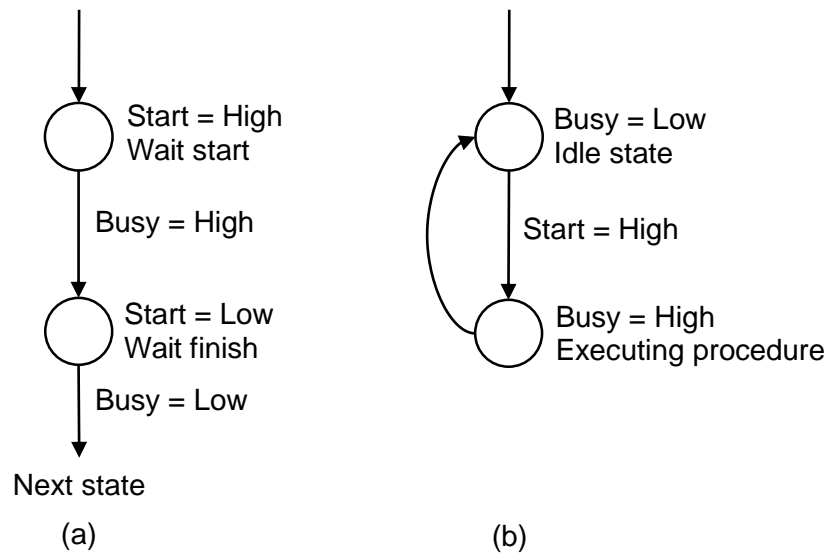 Start = High
Wait start
Busy = High
Start = Low
Wait finish
Busy = Low
Next state
(a)
Busy = Low
Idle state
Start = High
Busy = High
Executing procedure
(b)